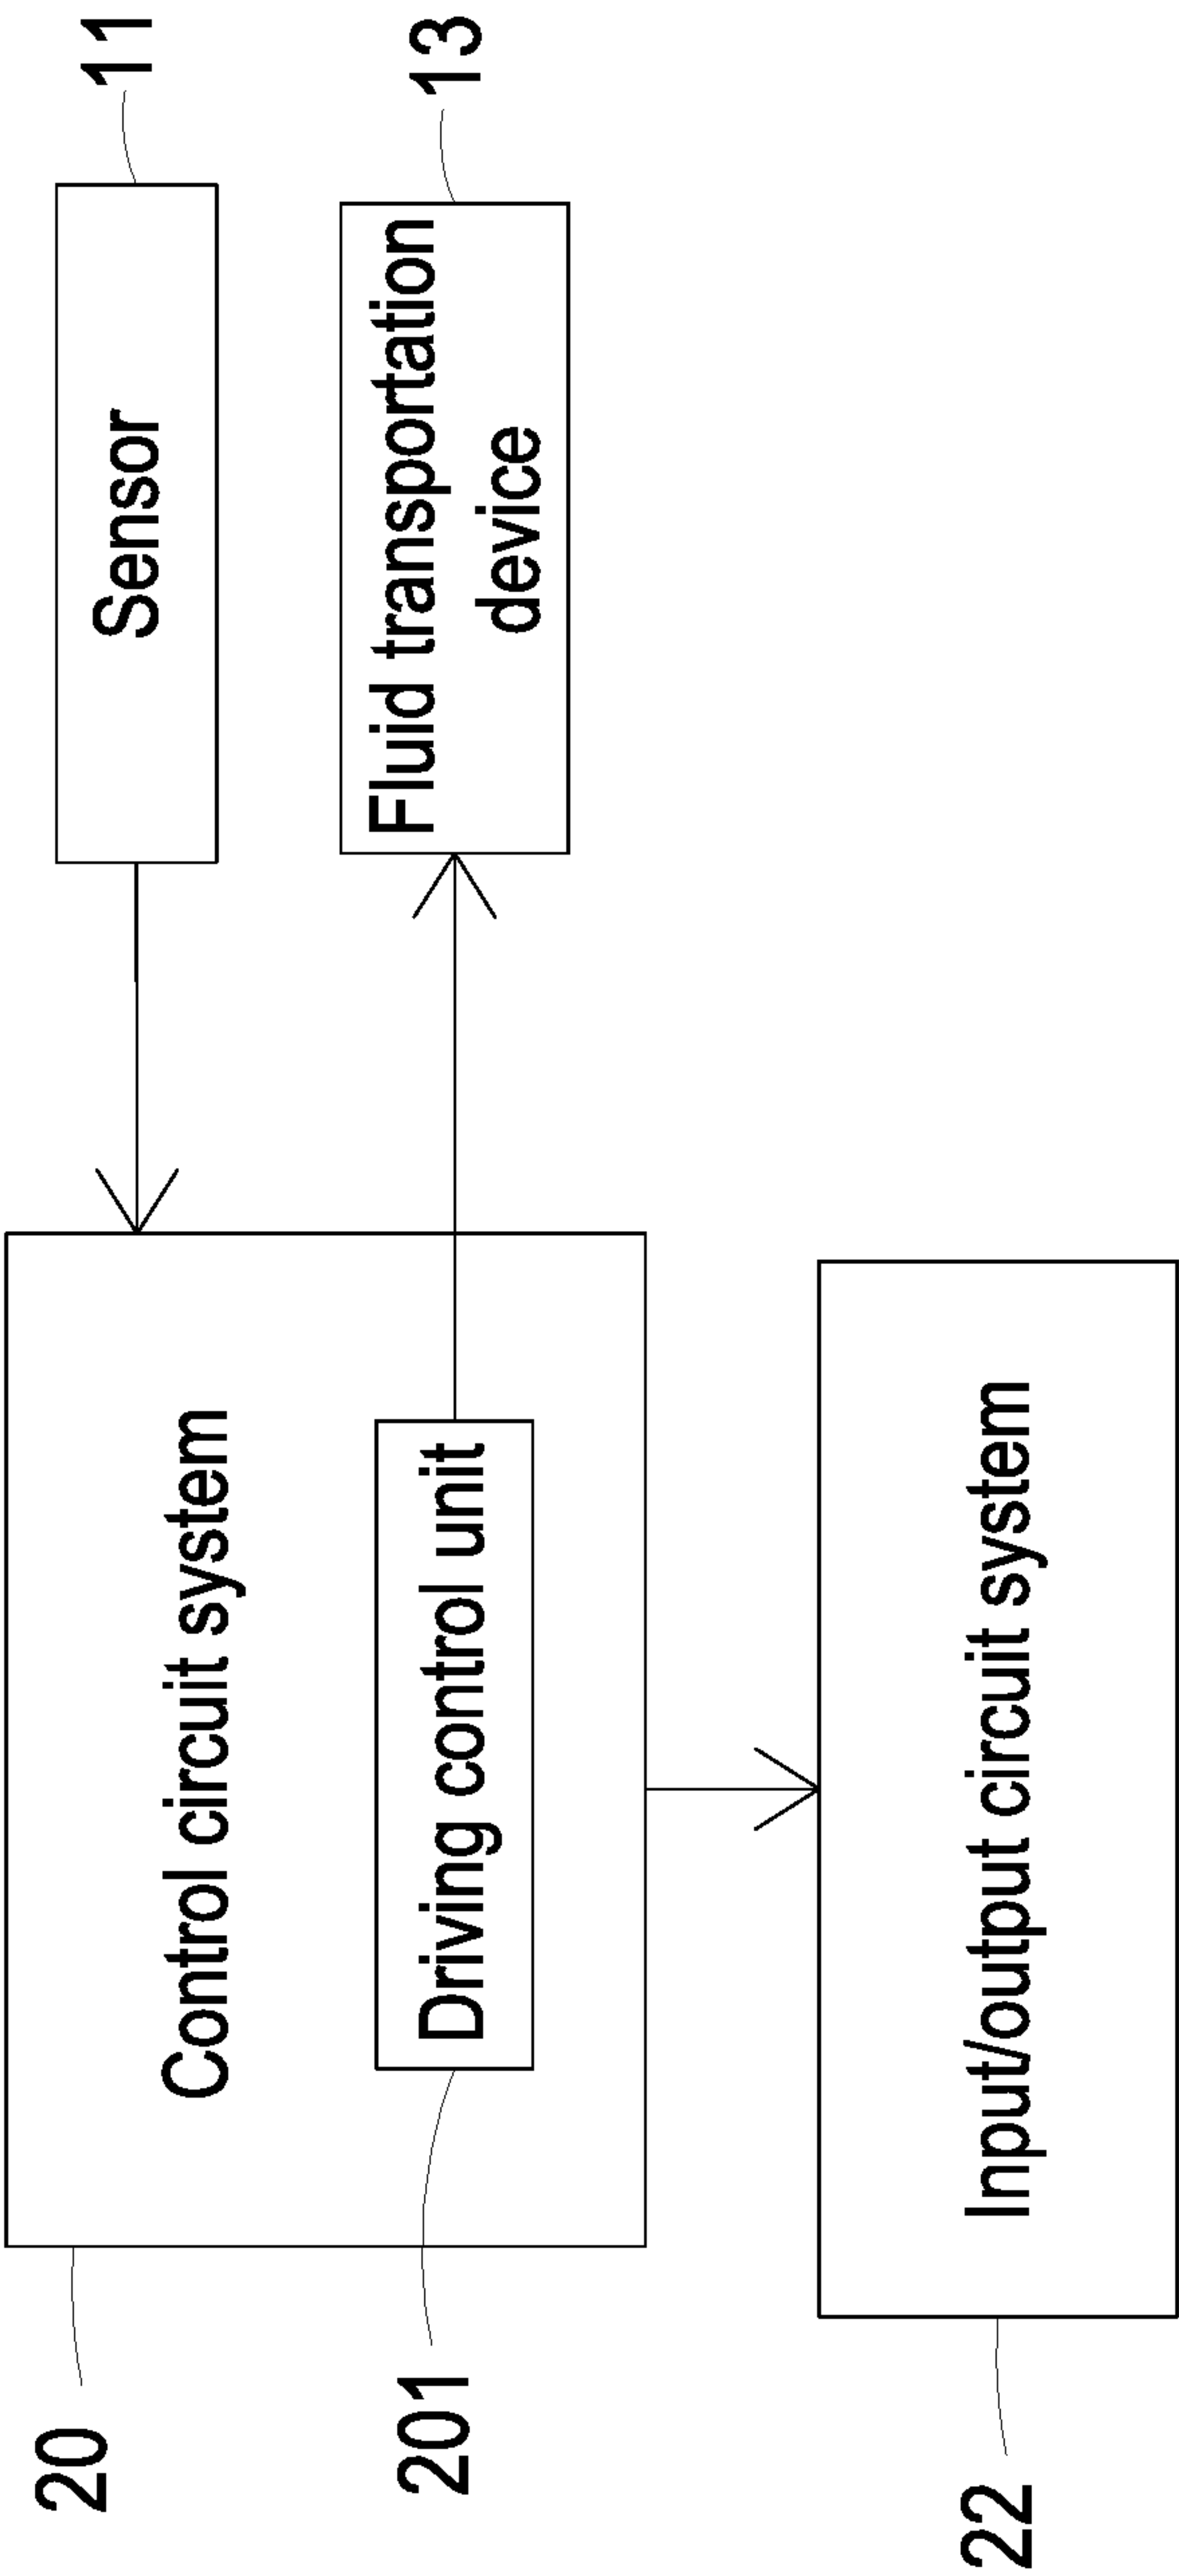 20
Control circuit system
Sensor
11
201
Driving control unit
Fluid transportation
device
13
22
Input/output circuit system